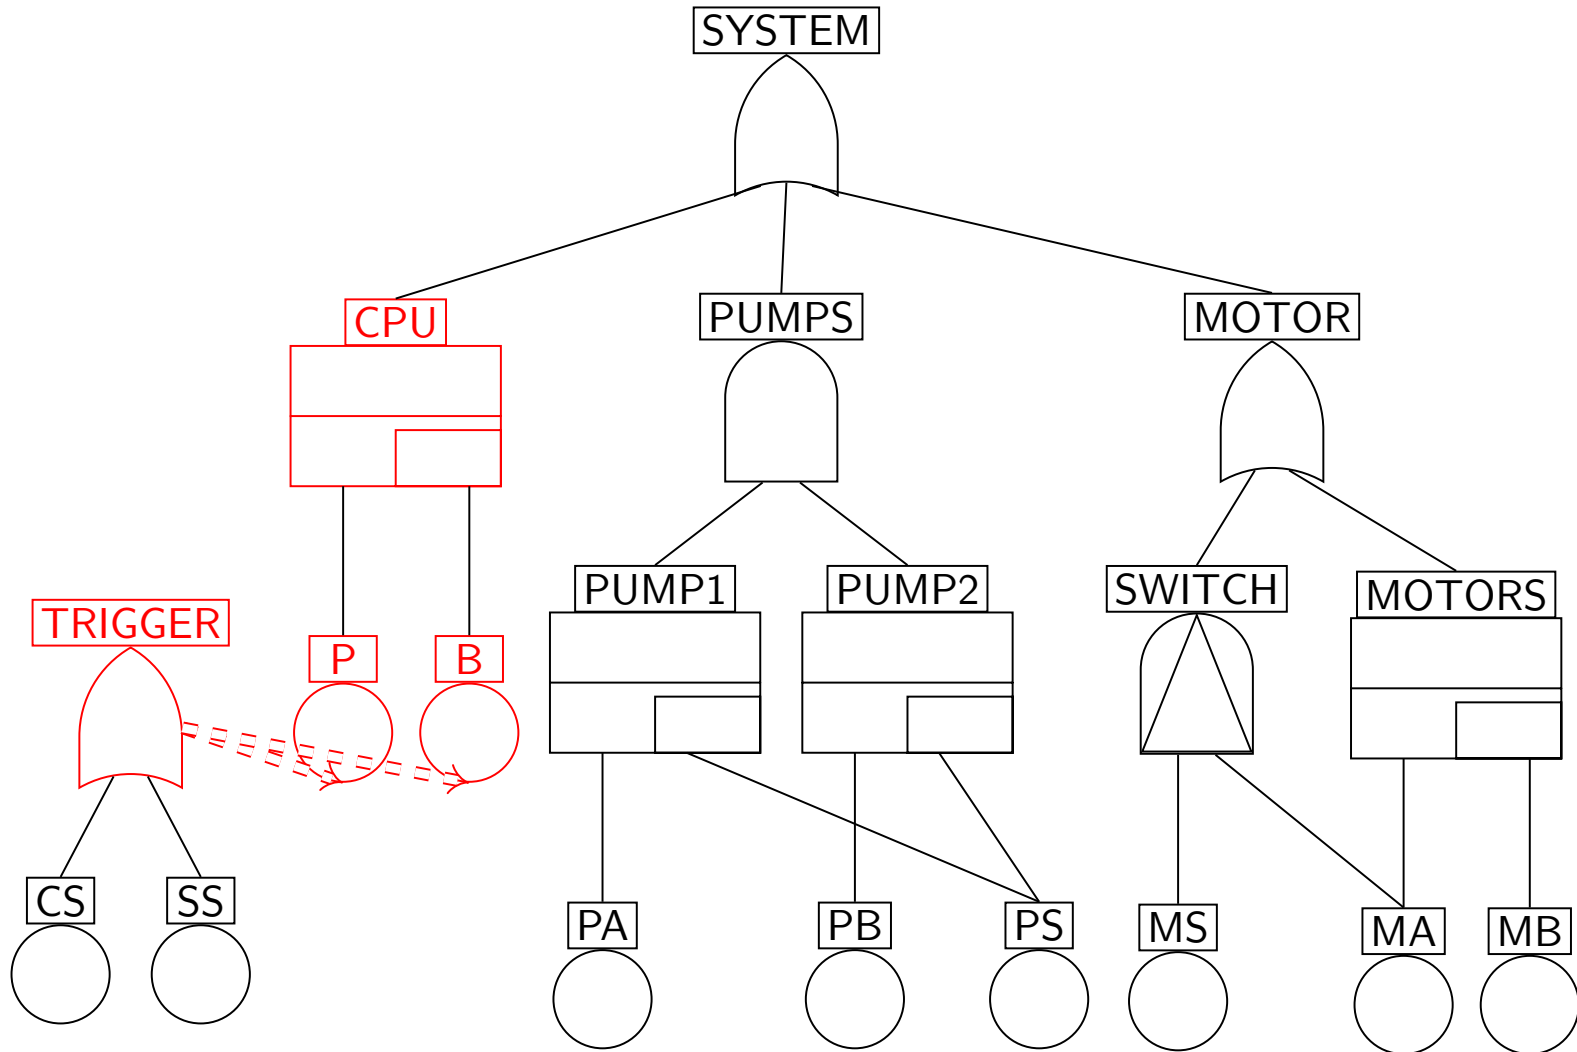 SYSTEM
CPU
PUMPS
MOTOR
PUMP1
PUMP2
SWITCH
MOTORS
TRIGGER
P
B
CS
SS
PA
PB
PS
MS
MA
MB